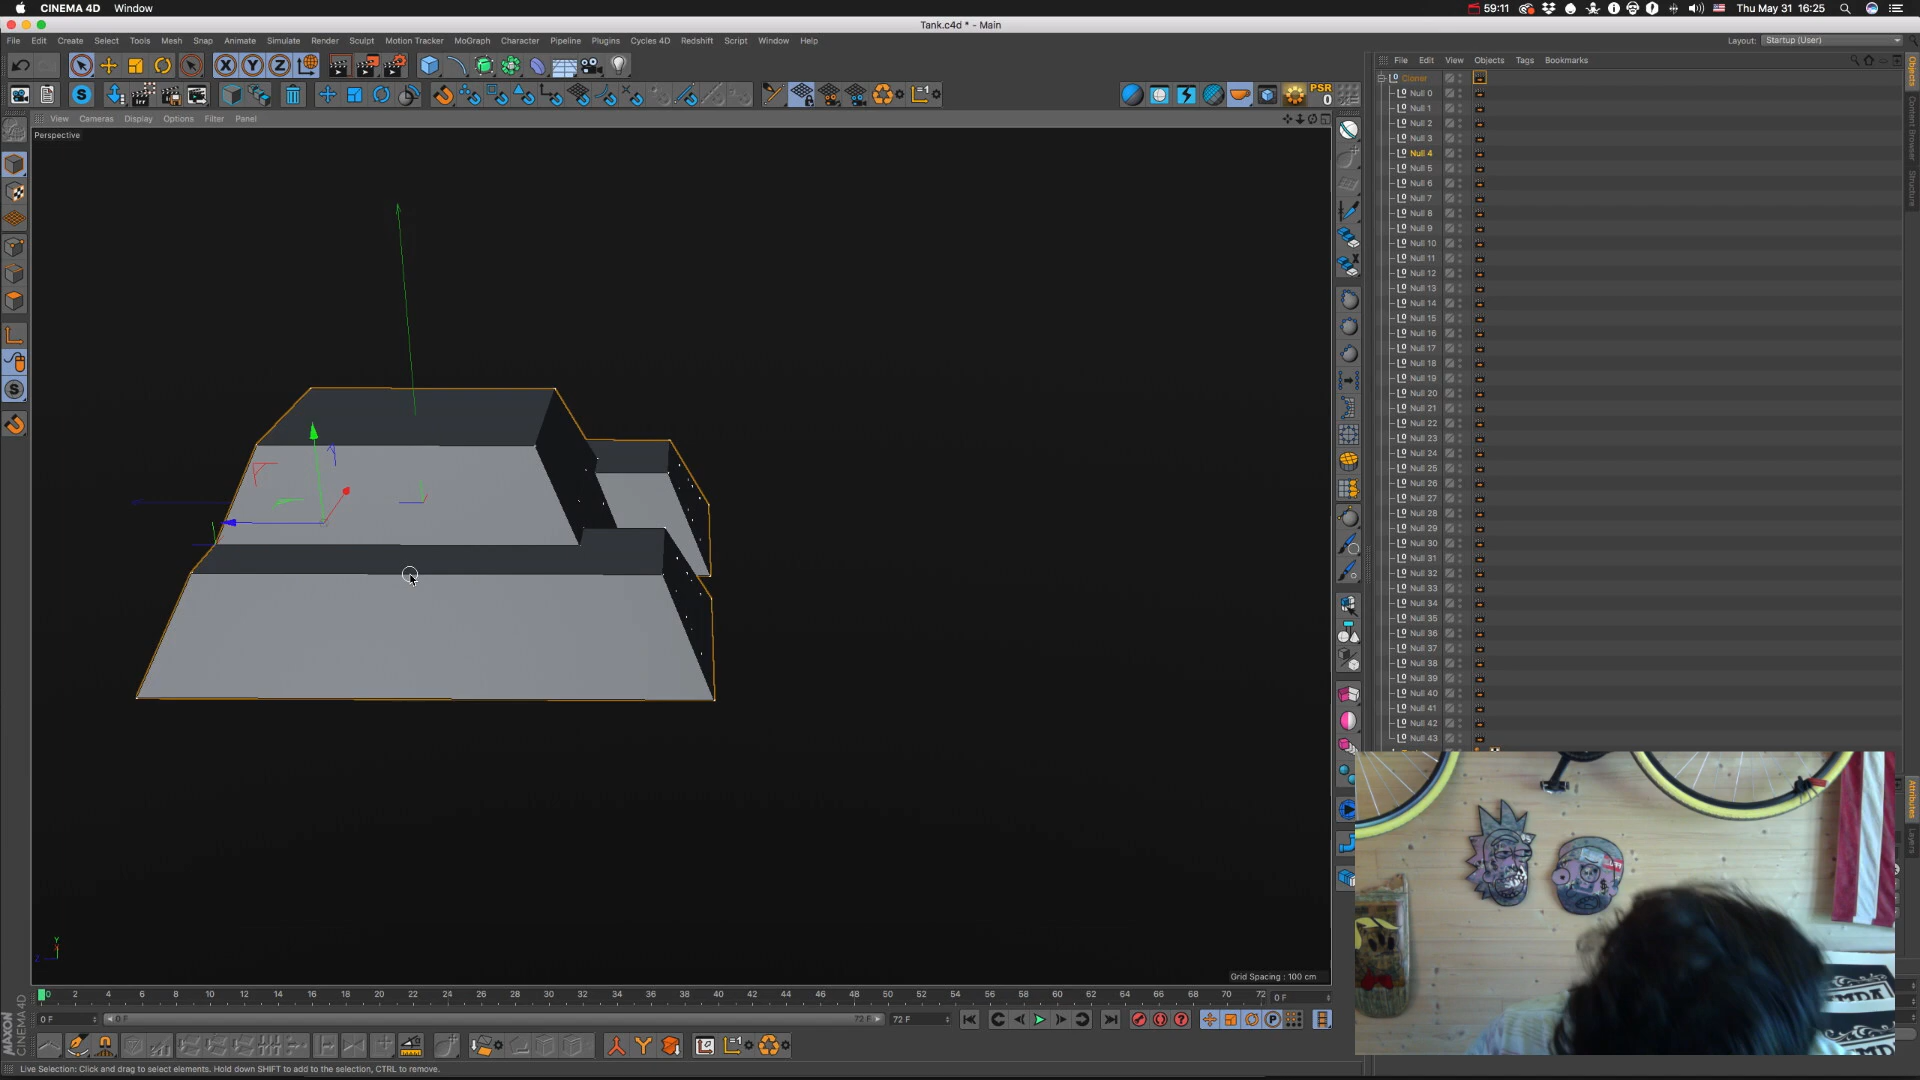 CINEMA 4D Window
59:11
Thu May 31 16:25
Tank.c4d * - Main
File Edit Create Select Tools Mesh Snap Animate Simulate Render Sculpt Motion Tracker MoGraph Character Pipeline Plugins Cycles 4D Redshift Script Window Help
Layout: Startup (User)
File Edit View Objects Tags Bookmarks
PSR
0
View Cameras Display Options Filter Panel
Perspective
Cloner
Null 0
Null 1
Null 2
Null 3
Null 4
Null 5
Null 6
Null 7
Null 8
Null 9
Null 10
Null 11
Null 12
Null 13
Null 14
Null 15
Null 16
Null 17
Null 18
Null 19
Null 20
Null 21
Null 22
Null 23
Null 24
Null 25
Null 26
Null 27
Null 28
Null 29
Null 30
Null 31
Null 32
Null 33
Null 34
Null 35
Null 36
Null 37
Null 38
Null 39
Null 40
Null 41
Null 42
Null 43
Objects
Content Browser
Structure
Attributes
Layers
Y
Z
Grid Spacing : 100 cm
0 2 4 6 8 10 12 14 16 18 20 22 24 26 28 30 32 34 36 38 40 42 44 46 48 50 52 54 56 58 60 62 64 66 68 70 72 0 F
0 F 0 F 72 F 72 F
MAXON
CINEMA 4D
Live Selection: Click and drag to select elements. Hold down SHIFT to add to the selection, CTRL to remove.